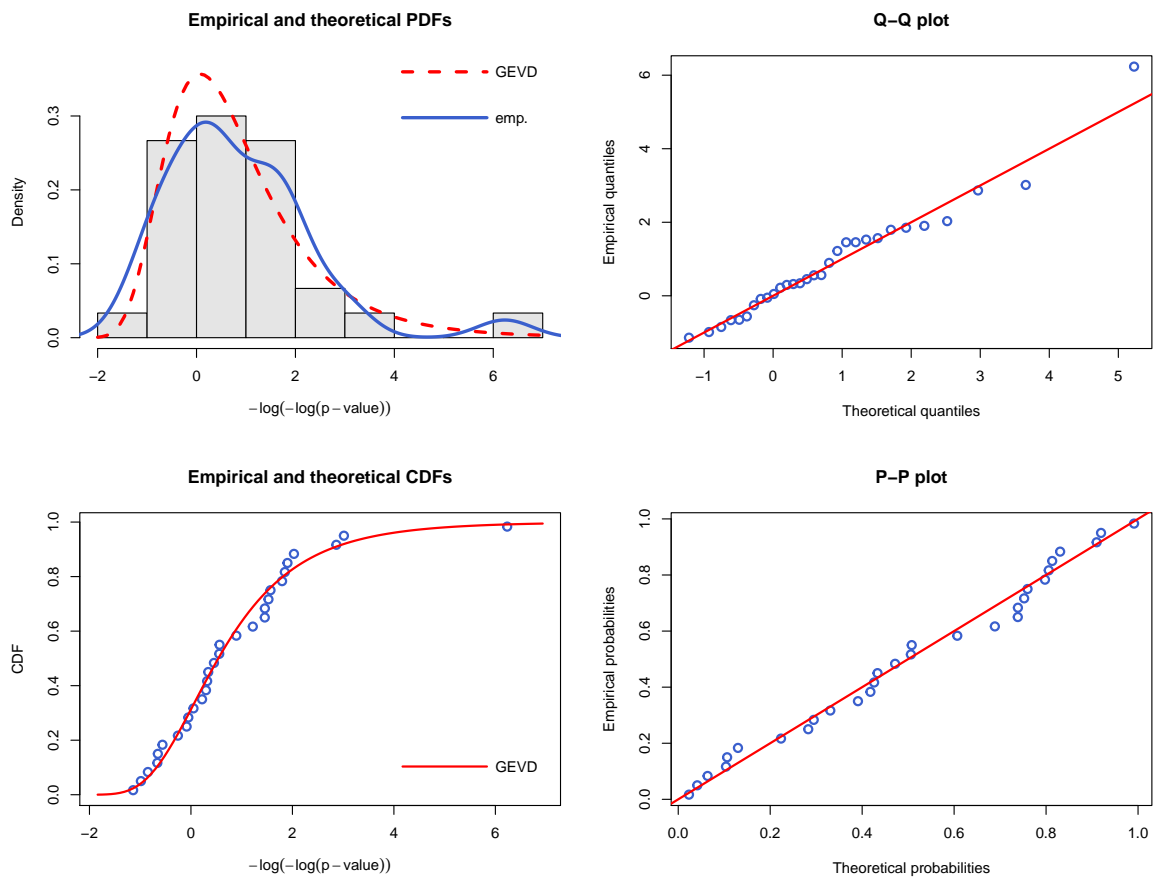 Empirical and theoretical PDFs
GEVD
emp.
Density
0.0 0.1 0.2 0.3
−2 0 2 4 6
−log(−log(p−value))
Q−Q plot
Empirical quantiles
0 2 4 6
−1 0 1 2 3 4 5
Theoretical quantiles
Empirical and theoretical CDFs
CDF
0.0 0.2 0.4 0.6 0.8 1.0
GEVD
−2 0 2 4 6
−log(−log(p−value))
P−P plot
Empirical probabilities
0.0 0.2 0.4 0.6 0.8 1.0
0.0 0.2 0.4 0.6 0.8 1.0
Theoretical probabilities